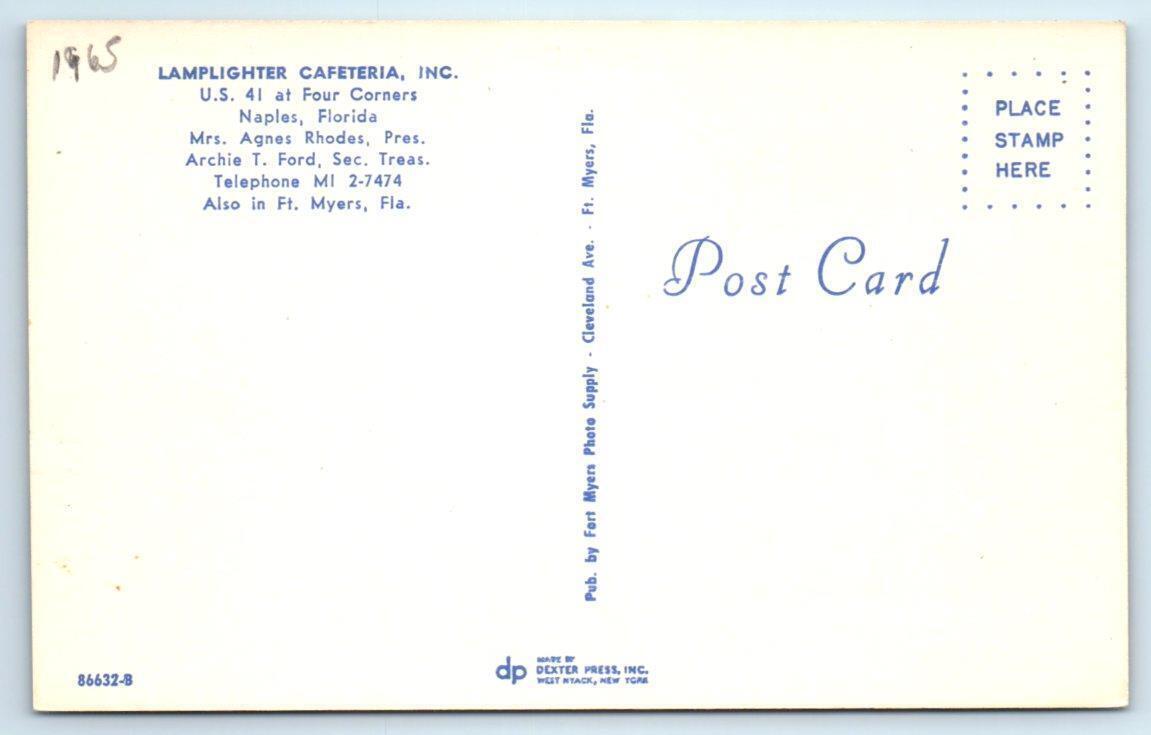 1965
LAMPLIGHTER CAFETERIA, INC.
U.S. 41 at Four Corners
Naples, Florida
Mrs. Agnes Rhodes, Pres.
Archie T. Ford, Sec. Treas.
Telephone MI 2-7474
Also in Ft. Myers, Fla.
Pub. by Fort Myers Photo Supply - Cleveland Ave. - Ft. Myers, Fla.
PLACE
STAMP
HERE
Post Card
86632-B
dp
MADE BY
DEXTER PRESS, INC.
WEST NYACK, NEW YORK